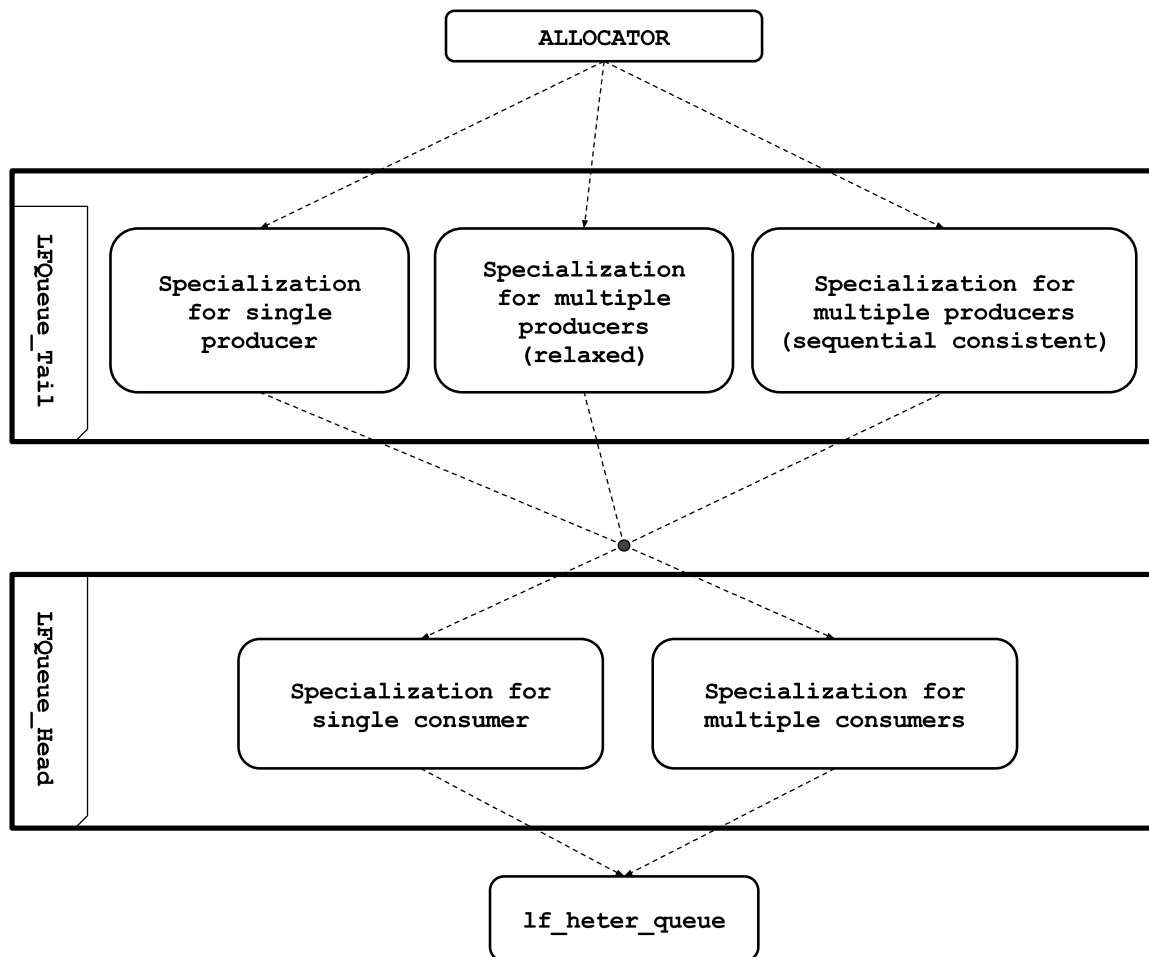 ALLOCATOR
LFQueue_Tail
Specialization
for single
producer
Specialization
for multiple
producers
(relaxed)
Specialization for
multiple producers
(sequential consistent)
LFQueue_Head
Specialization for
single consumer
Specialization for
multiple consumers
lf_heter_queue